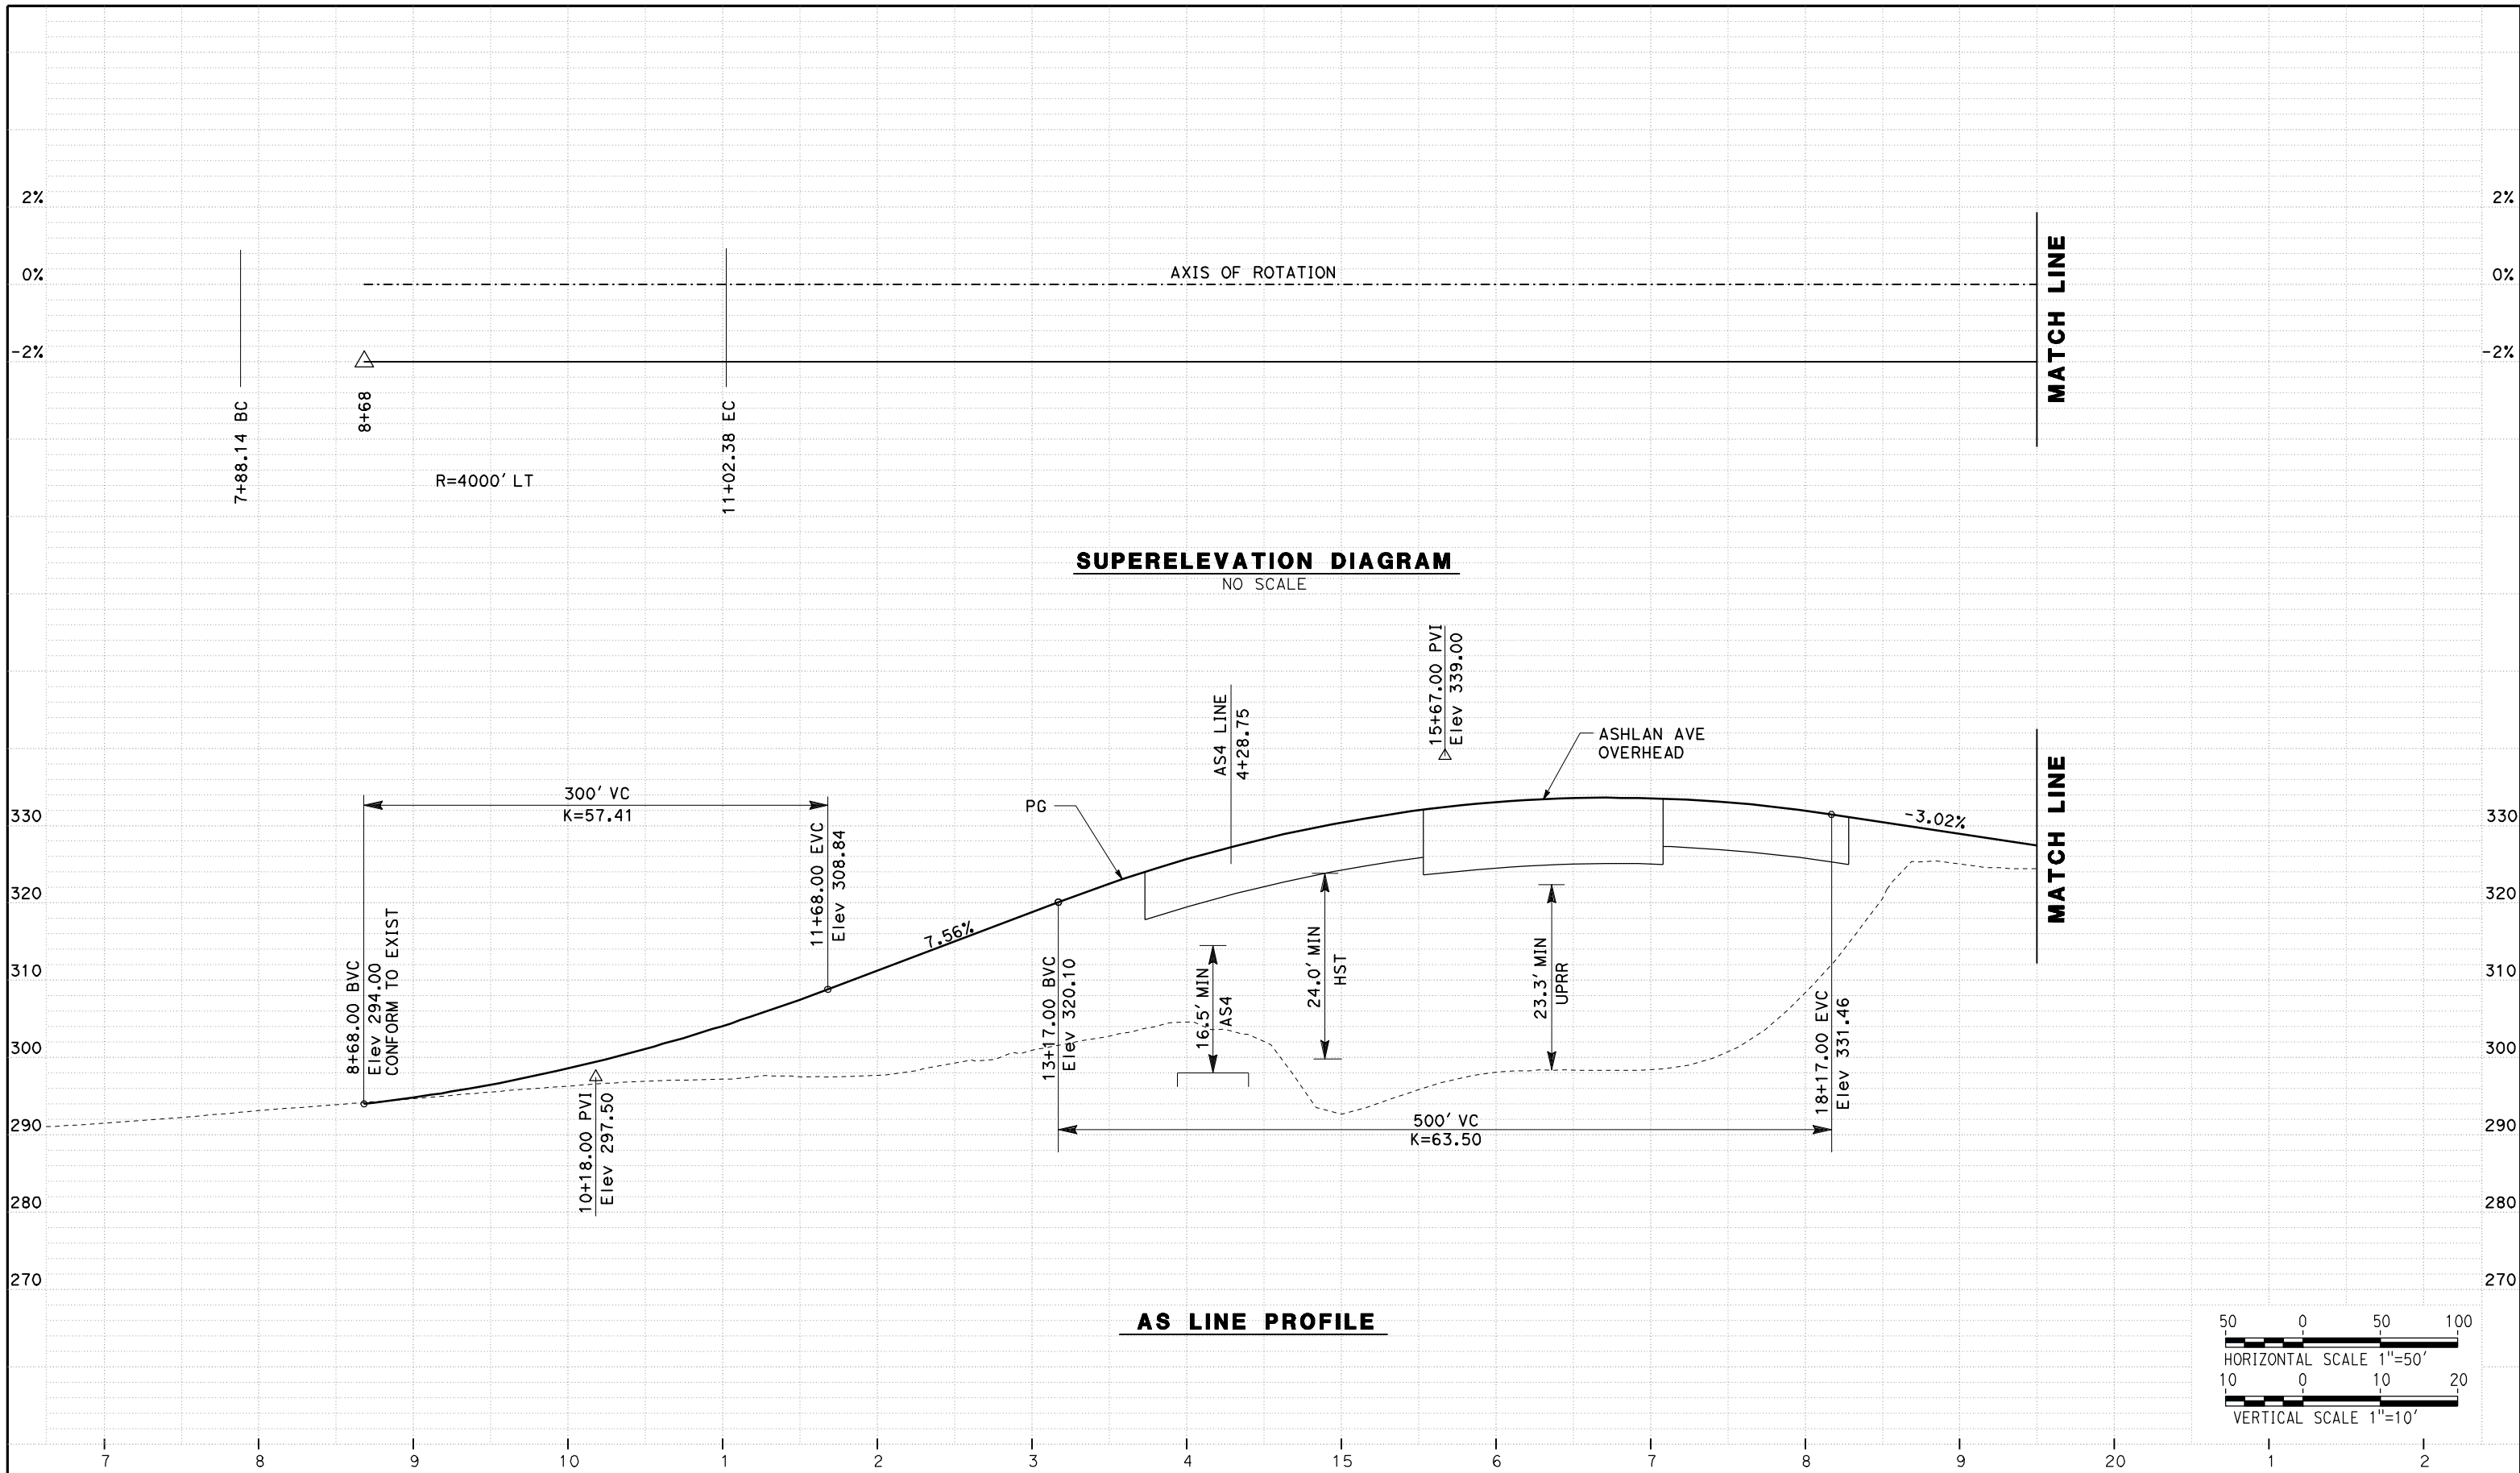 2%
2%
0%
AXIS OF ROTATION
0%
-2%
-2%
MATCH LINE
7+88.14 BC
8+68
R=4000' LT
11+02.38 EC
SUPERELEVATION DIAGRAM
NO SCALE
15+67.00 PVI
Elev 339.00
AS4 LINE
4+28.75
ASHLAN AVE
OVERHEAD
300' VC
K=57.41
PG
330
330
-3.02%
MATCH LINE
11+68.00 EVC
Elev 308.84
320
320
7.56%
8+68.00 BVC
Elev 294.00
CONFORM TO EXIST
13+17.00 BVC
Elev 320.10
16.5' MIN
AS4
24.0' MIN
HST
23.3' MIN
UPRR
310
310
18+17.00 EVC
Elev 331.46
300
300
10+18.00 PVI
Elev 297.50
500' VC
K=63.50
290
290
280
280
270
270
AS LINE PROFILE
50 0 50 100
HORIZONTAL SCALE 1"=50'
10 0 10 20
VERTICAL SCALE 1"=10'
7 8 9 10 1 2 3 4 15 6 7 8 9 20 1 2